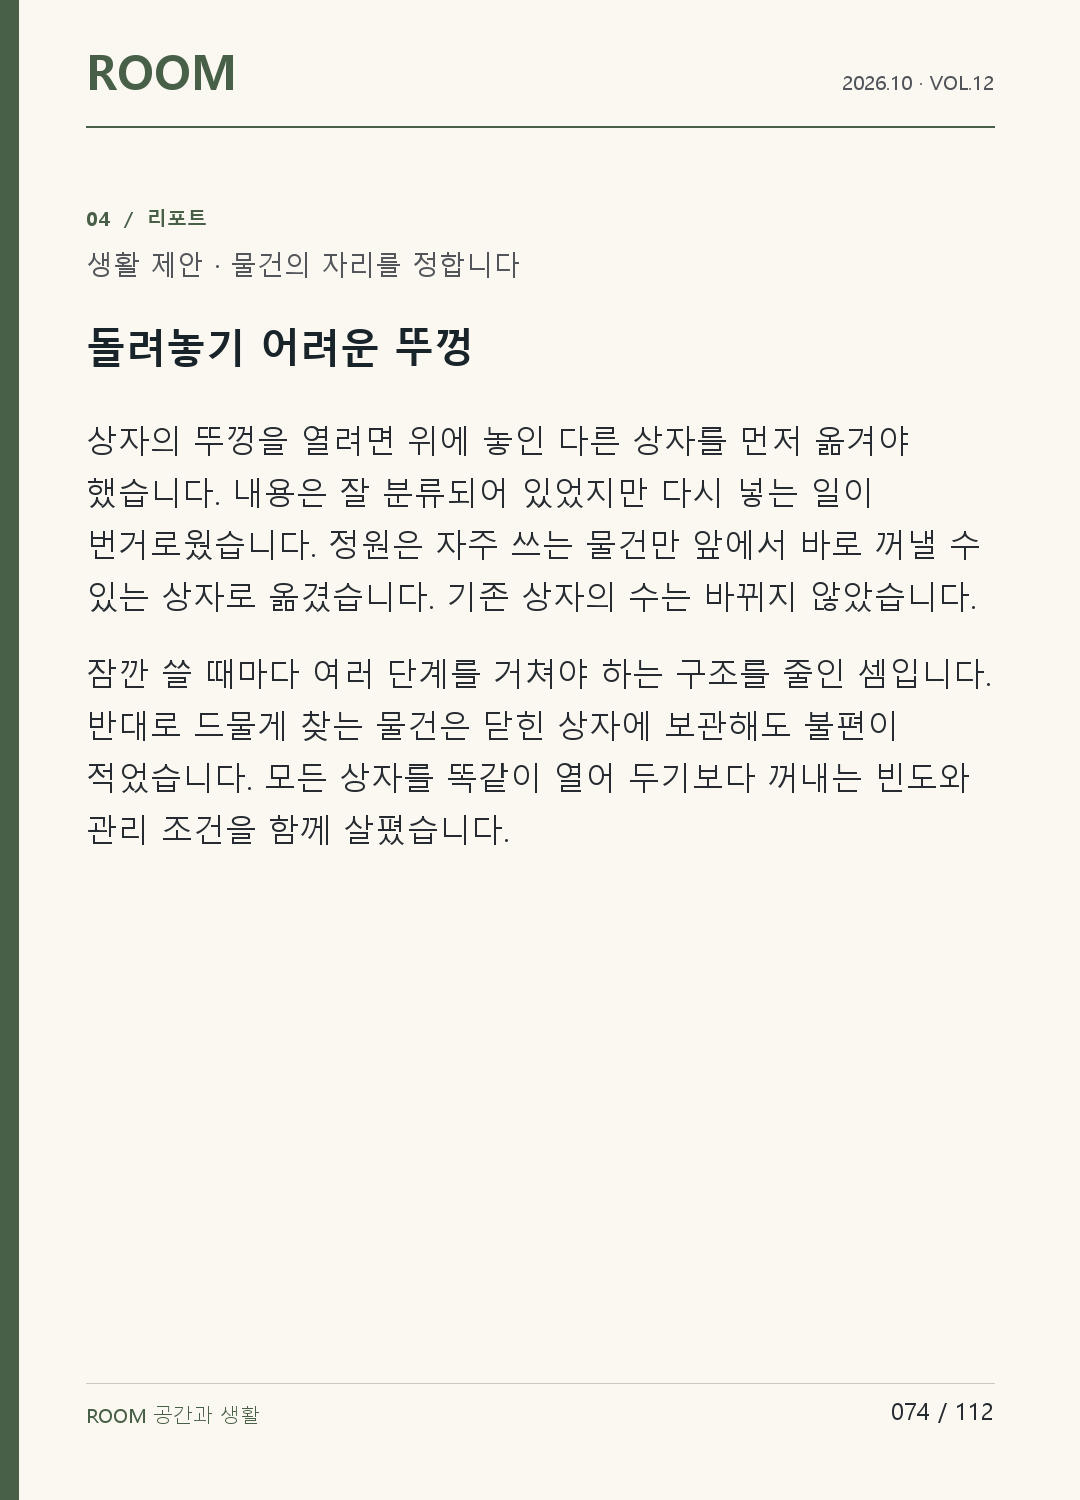 ROOM
2026.10 · VOL.12
04 / 리포트
생활 제안 · 물건의 자리를 정합니다
돌려놓기 어려운 뚜껑
상자의 뚜껑을 열려면 위에 놓인 다른 상자를 먼저 옮겨야
했습니다. 내용은 잘 분류되어 있었지만 다시 넣는 일이
번거로웠습니다. 정원은 자주 쓰는 물건만 앞에서 바로 꺼낼 수
있는 상자로 옮겼습니다. 기존 상자의 수는 바뀌지 않았습니다.
잠깐 쓸 때마다 여러 단계를 거쳐야 하는 구조를 줄인 셈입니다.
반대로 드물게 찾는 물건은 닫힌 상자에 보관해도 불편이
적었습니다. 모든 상자를 똑같이 열어 두기보다 꺼내는 빈도와
관리 조건을 함께 살폈습니다.
ROOM 공간과 생활
074 / 112